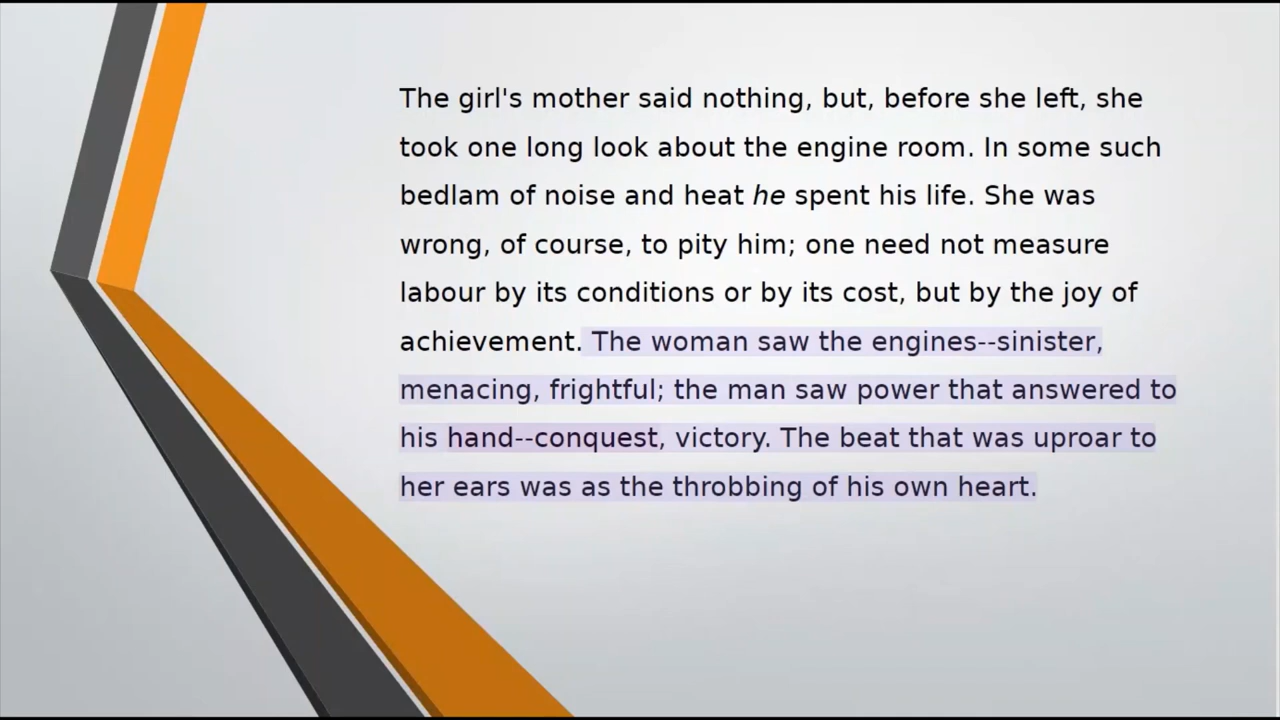 The girl's mother said nothing, but, before she left, she
took one long look about the engine room. In some such
bedlam of noise and heat he spent his life. She was
wrong, of course, to pity him; one need not measure
labour by its conditions or by its cost, but by the joy of
achievement. The woman saw the engines--sinister,
menacing, frightful; the man saw power that answered to
his hand--conquest, victory. The beat that was uproar to
her ears was as the throbbing of his own heart.